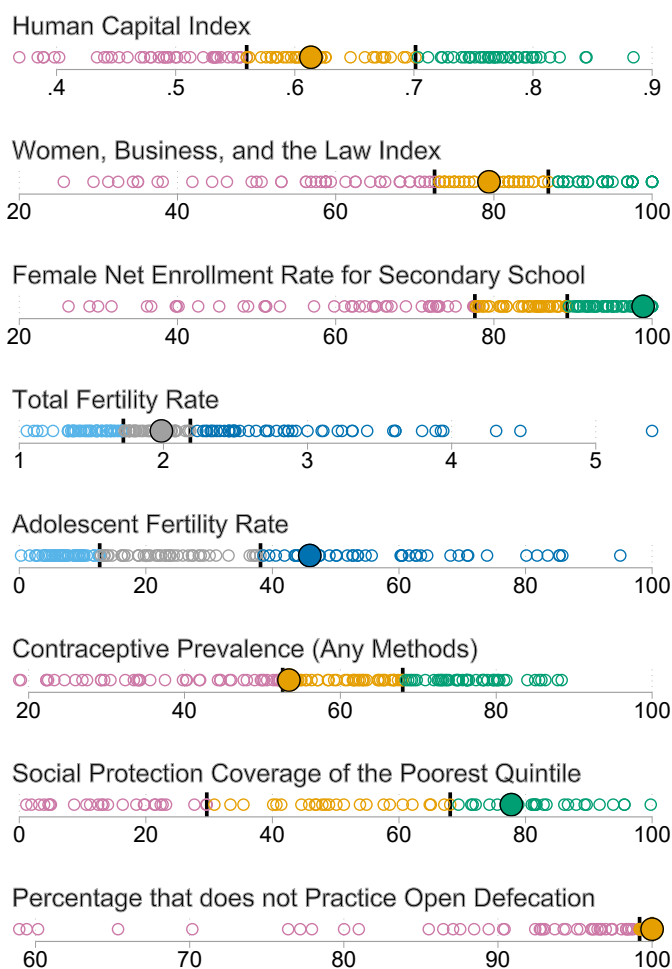 Human Capital Index
.4 .5 .6 .7 .8 .9
Women, Business, and the Law Index
20 40 60 80 100
Female Net Enrollment Rate for Secondary School
20 40 60 80 100
Total Fertility Rate
1 2 3 4 5
Adolescent Fertility Rate
0 20 40 60 80 100
Contraceptive Prevalence (Any Methods)
20 40 60 80 100
Social Protection Coverage of the Poorest Quintile
0 20 40 60 80 100
Percentage that does not Practice Open Defecation
60 70 80 90 100